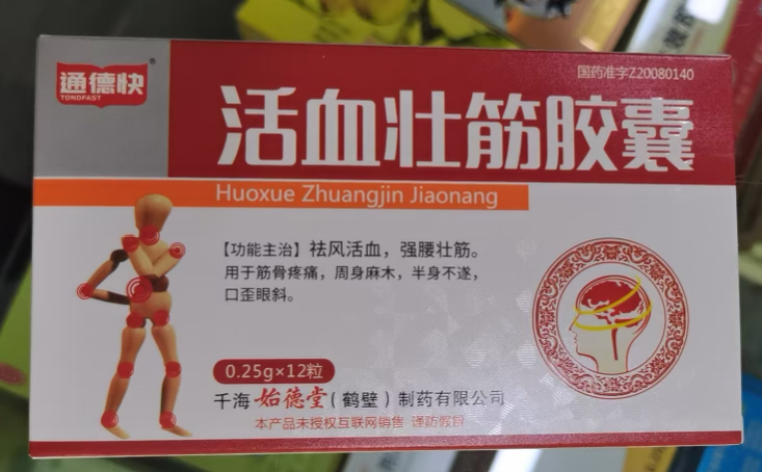 通德快
TONDFAST
国药准字Z20080140
活血壮筋胶囊
Huoxue Zhuangjin Jiaonang
【功能主治】祛风活血，强腰壮筋。
用于筋骨疼痛，周身麻木，半身不遂，
口歪眼斜。
0.25g×12粒
千海 始德堂（鹤壁）制药有限公司
本产品未授权互联网销售 谨防假冒